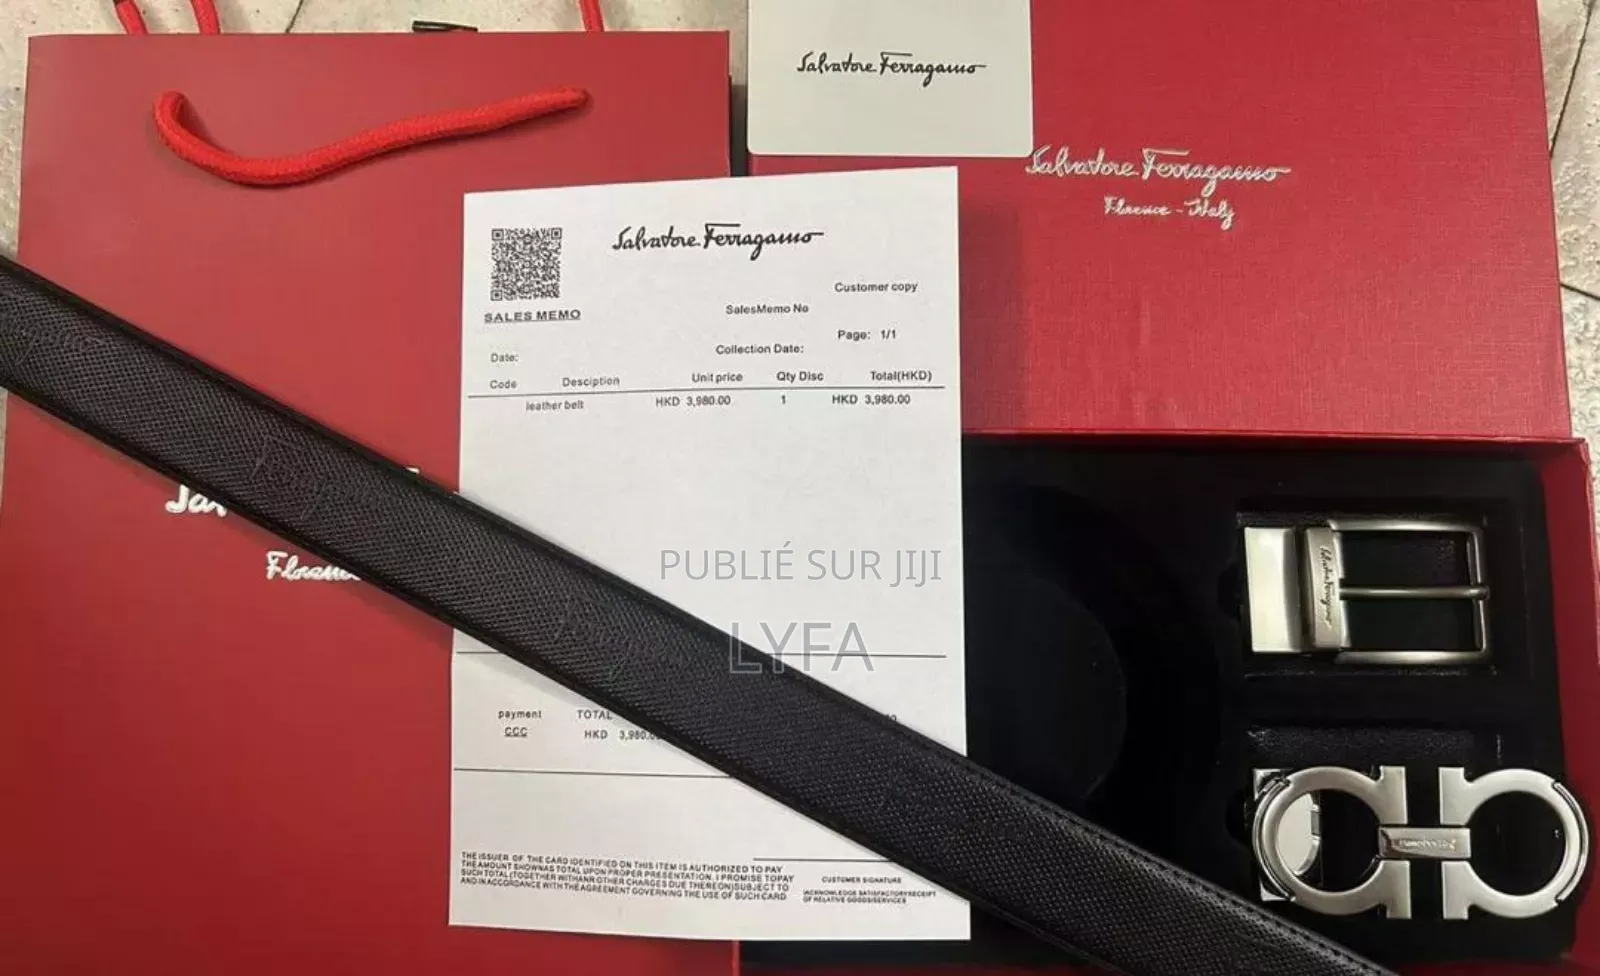 Salvatore Ferragamo
Salvatore Ferragamo
Florence - Italy
Salvatore Ferragamo
Customer copy
SALES MEMO
SalesMemo No
Page: 1/1
Collection Date:
Date:
Code Desciption Unit price Qty Disc Total(HKD)
leather belt HKD 3,980.00 1 HKD 3,980.00
PUBLIÉ SUR JIJI
LYFA
payment TOTAL
CCC HKD 3,980.
THE ISSUER OF THE CARD IDENTIFIED ON THIS ITEM IS AUTHORIZED TO PAY
THE AMOUNT SHOWNAS TOTAL UPON PROPER PRESENTATION. I PROMISE TOPAY
SUCH TOTAL(TOGETHER WITHANR OTHER CHARGES DUE THEREON)SUBJECT TO
AND IN ACCORDANCE WITH THE AGREEMENT GOVERNING THE USE OF SUCH CARD
CUSTOMER SIGNATURE
IACKNOWLEDGE SATISFACTORYRECEIPT
OF RELATIVE GOODS/SERVICES
Salvatore Ferragamo